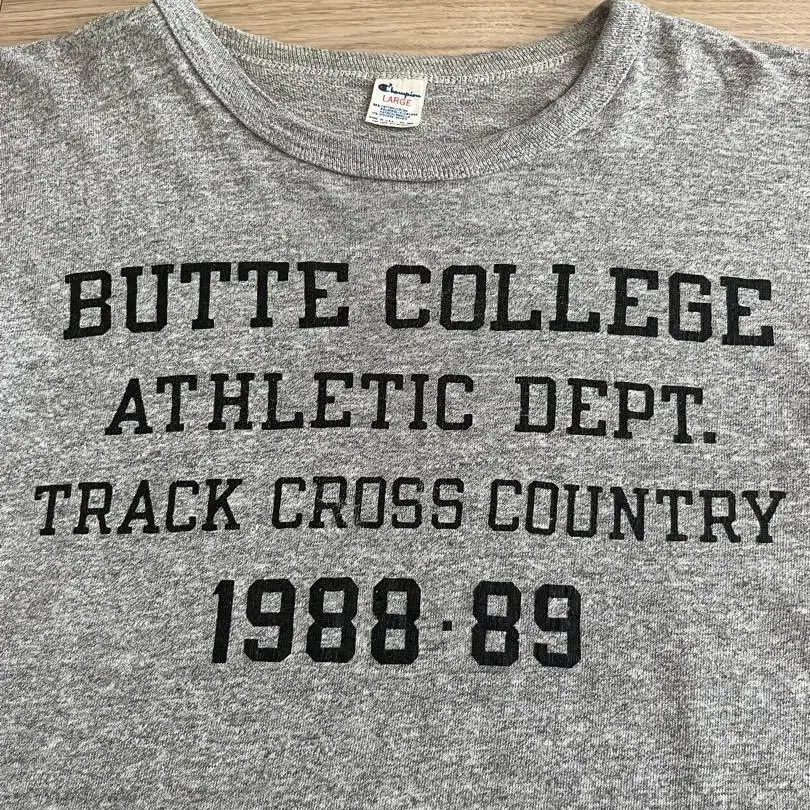 Champion
LARGE
BUTTE COLLEGE
ATHLETIC DEPT.
TRACK CROSS COUNTRY
1988·89